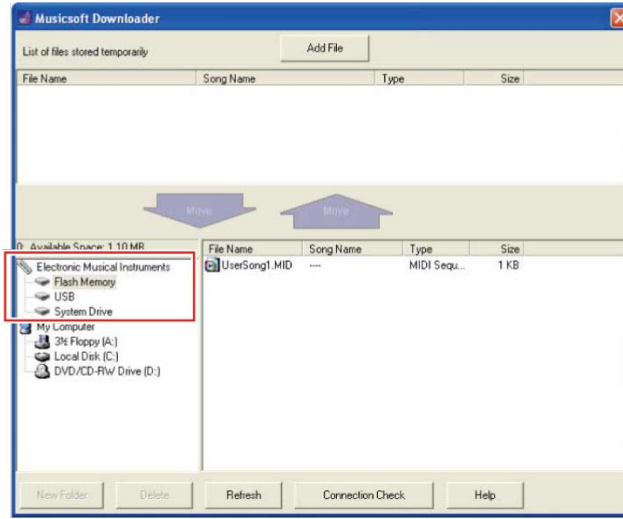 Musicsoft Downloader
List of files stored temporarily
Add File
File Name Song Name Type Size
Move Move
0: Available Space: 1.10 MB
File Name Song Name Type Size
UserSong1.MID ---- MIDI Sequ... 1 KB
Electronic Musical Instruments
Flash Memory
USB
System Drive
My Computer
3½ Floppy (A:)
Local Disk (C:)
DVD/CD-RW Drive (D:)
New Folder Delete Refresh Connection Check Help